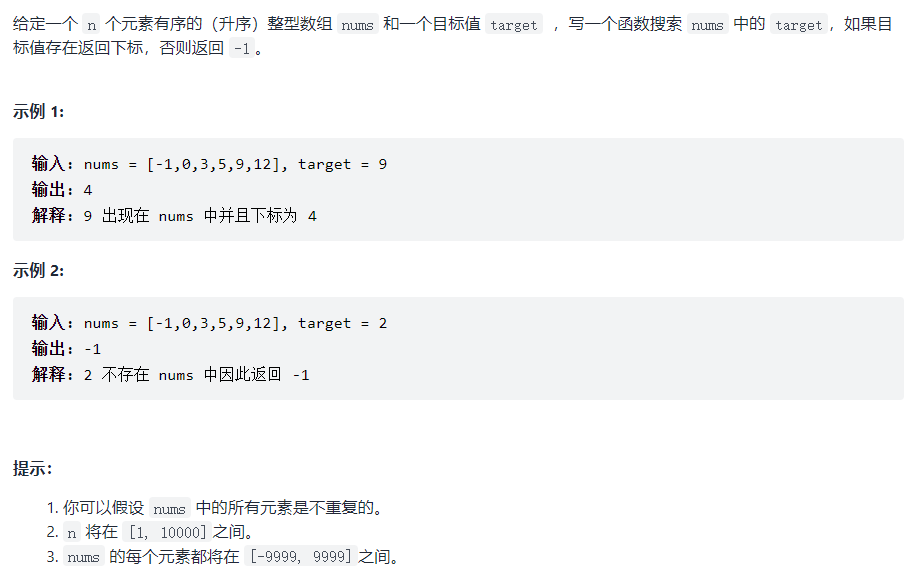 给定一个 n 个元素有序的（升序）整型数组 nums 和一个目标值 target ，写一个函数搜索 nums 中的 target，如果目
标值存在返回下标，否则返回 -1。
示例 1:
输入: nums = [-1,0,3,5,9,12], target = 9
输出: 4
解释: 9 出现在 nums 中并且下标为 4
示例 2:
输入: nums = [-1,0,3,5,9,12], target = 2
输出: -1
解释: 2 不存在 nums 中因此返回 -1
提示：
1. 你可以假设 nums 中的所有元素是不重复的。
2. n 将在 [1, 10000]之间。
3. nums 的每个元素都将在 [-9999, 9999]之间。